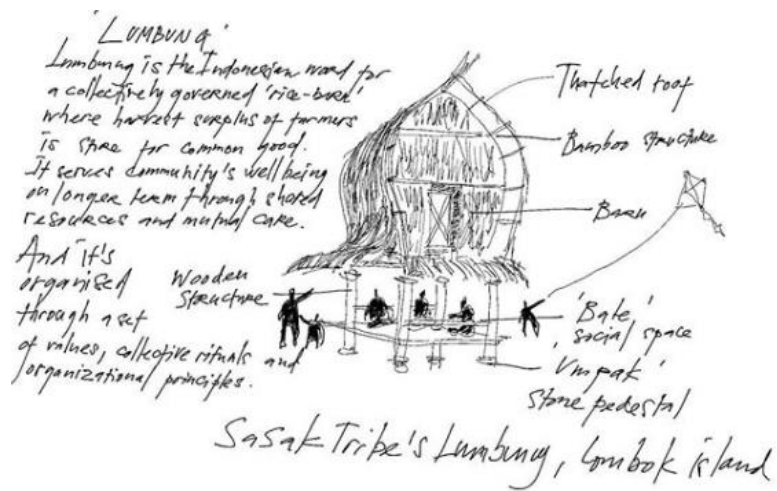 'LUMBUNG'
Lumbung is the Indonesian word for
a collectively governed 'rice-barn'
where harvest surplus of farmers
is store for common good.
It serves community's well being
on longer term through shared
resources and mutual care.
And it's
organised
through a set
of values, collective rituals and
organizational principles.
Thatched roof
Bamboo structure
Barn
Wooden
structure
'Bale'
social space
'Umpak'
Stone pedestal
Sasak Tribe's Lumbung, Lombok island